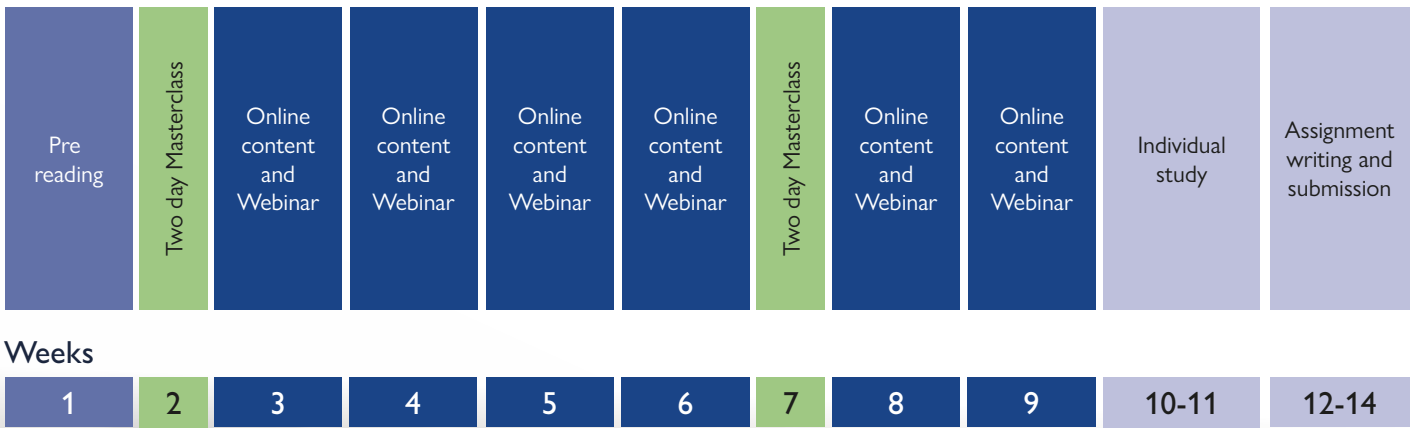 Pre
reading
Two day Masterclass
Online
content
and
Webinar
Online
content
and
Webinar
Online
content
and
Webinar
Online
content
and
Webinar
Two day Masterclass
Online
content
and
Webinar
Online
content
and
Webinar
Individual
study
Assignment
writing and
submission
Weeks
1 2 3 4 5 6 7 8 9 10-11 12-14